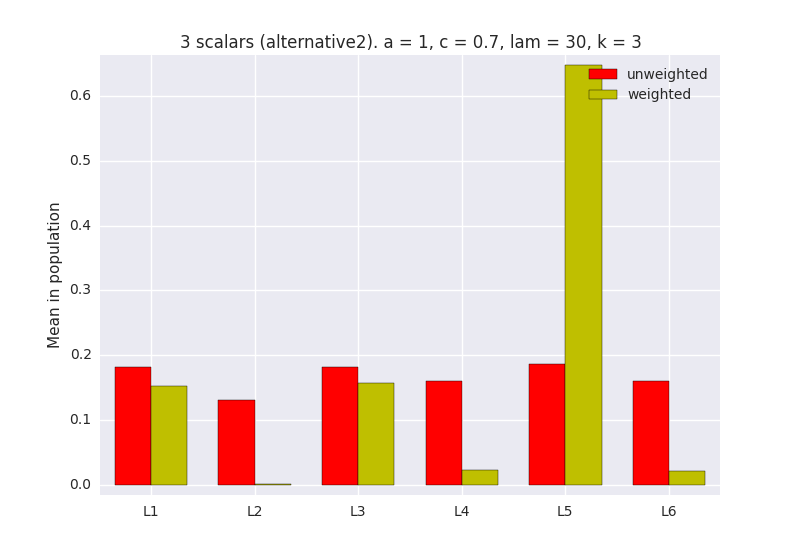 3 scalars (alternative2). a = 1, c = 0.7, lam = 30, k = 3
unweighted
weighted
0.6
0.5
0.4
0.3
0.2
0.1
0.0
Mean in population
L1 L2 L3 L4 L5 L6